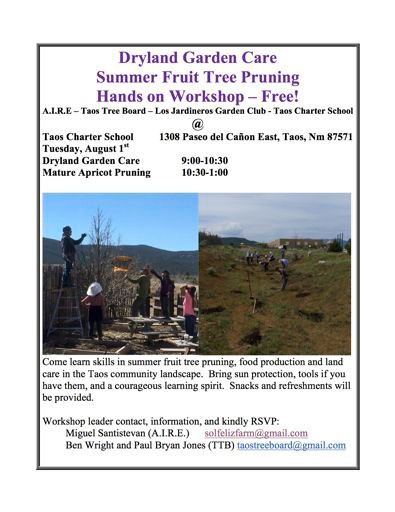 Dryland Garden Care
Summer Fruit Tree Pruning
Hands on Workshop – Free!
A.I.R.E – Taos Tree Board – Los Jardineros Garden Club - Taos Charter School
@
Taos Charter School 1308 Paseo del Cañon East, Taos, Nm 87571
Tuesday, August 1st
Dryland Garden Care 9:00-10:30
Mature Apricot Pruning 10:30-1:00
Come learn skills in summer fruit tree pruning, food production and land
care in the Taos community landscape. Bring sun protection, tools if you
have them, and a courageous learning spirit. Snacks and refreshments will
be provided.
Workshop leader contact, information, and kindly RSVP:
Miguel Santistevan (A.I.R.E.) solfelizfarm@gmail.com
Ben Wright and Paul Bryan Jones (TTB) taostreeboard@gmail.com